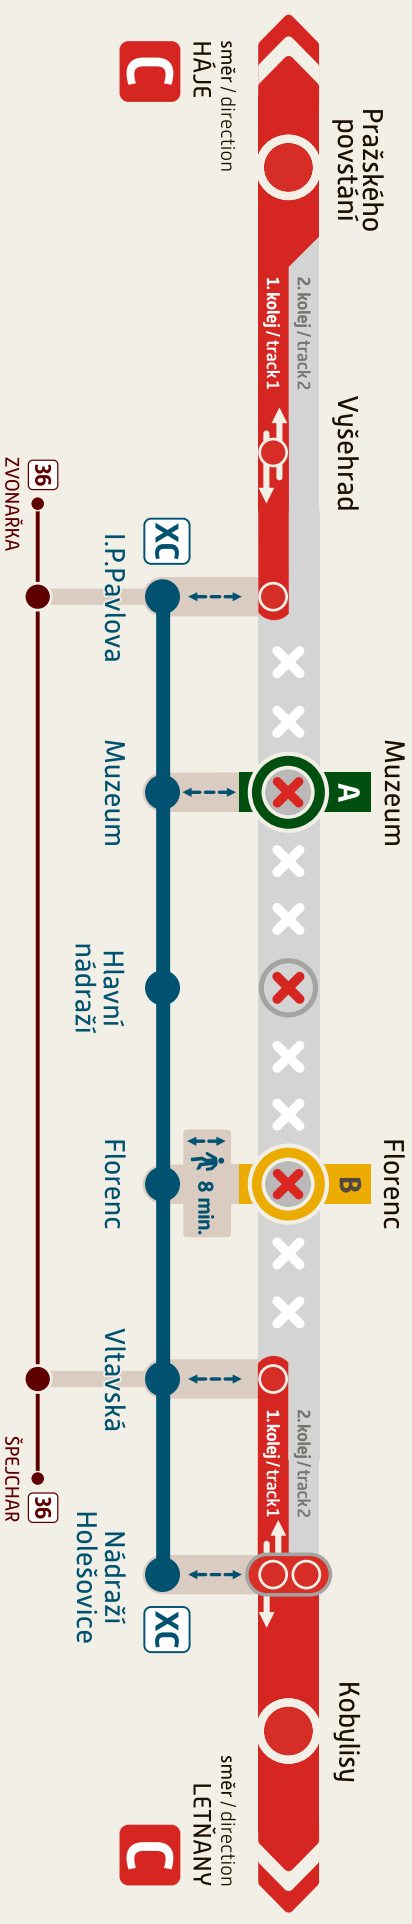 C
směr / direction
HÁJE
Pražského
povstání
2. kolej / track 2
1. kolej / track 1
Vyšehrad
Muzeum
A
Florenc
B
2. kolej / track 2
1. kolej / track 1
Kobylisy
směr / direction
LETŇANY
C
8 min.
XC
I.P.Pavlova
Muzeum
Hlavní
nádraží
Florenc
Vltavská
Nádraží
Holešovice
XC
36
ZVONAŘKA
36
ŠPEJCHAR